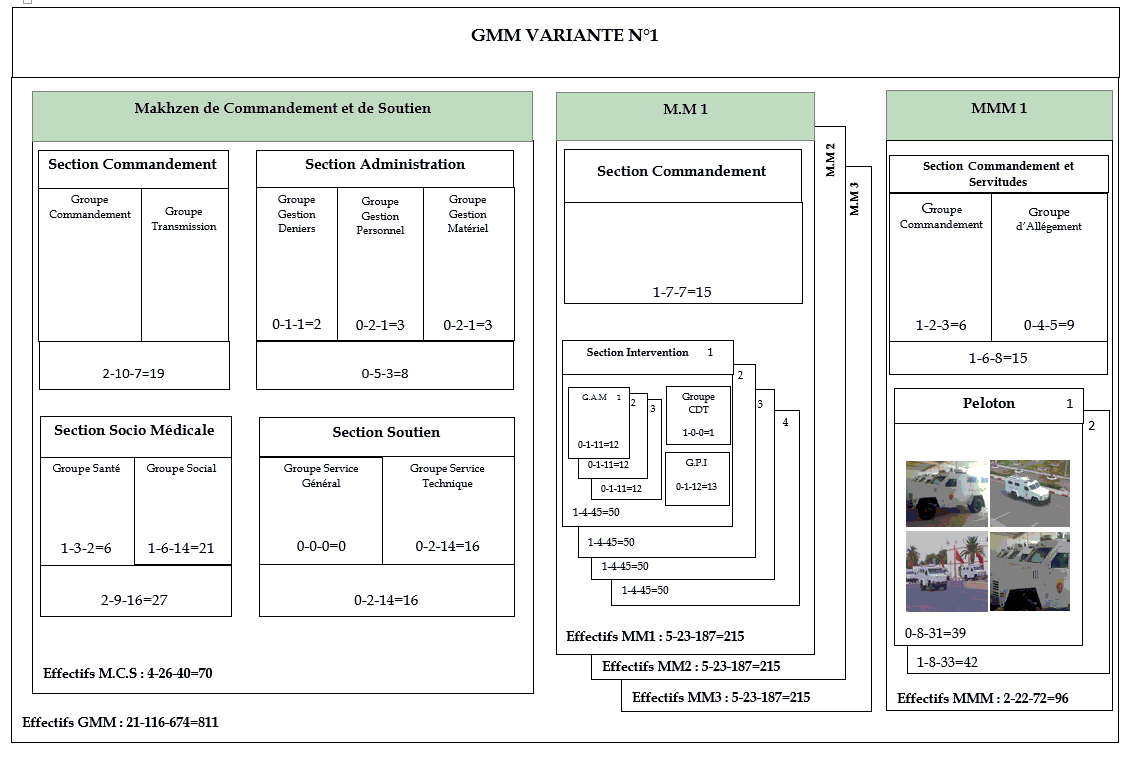 GMM VARIANTE N°1
Makhzen de Commandement et de Soutien
Section Commandement
Groupe
Commandement
Groupe
Transmission
2-10-7=19
Section Administration
Groupe
Gestion
Deniers
Groupe
Gestion
Personnel
Groupe
Gestion
Matériel
0-1-1=2
0-2-1=3
0-2-1=3
0-5-3=8
Section Socio Médicale
Groupe Santé
Groupe Social
1-3-2=6
1-6-14=21
2-9-16=27
Section Soutien
Groupe Service
Général
Groupe Service
Technique
0-0-0=0
0-2-14=16
0-2-14=16
Effectifs M.C.S : 4-26-40=70
M.M 1
M.M 2
M.M 3
Section Commandement
1-7-7=15
Section Intervention 1
2
3
4
G.A.M 1
2
3
0-1-11=12
0-1-11=12
0-1-11=12
Groupe
CDT
1-0-0=1
G.P.I
0-1-12=13
1-4-45=50
1-4-45=50
1-4-45=50
1-4-45=50
Effectifs MM1 : 5-23-187=215
Effectifs MM2 : 5-23-187=215
Effectifs MM3 : 5-23-187=215
MMM 1
Section Commandement et
Servitudes
Groupe
Commandement
Groupe
d'Allégement
1-2-3=6
0-4-5=9
1-6-8=15
Peloton 1
2
0-8-31=39
1-8-33=42
Effectifs MMM : 2-22-72=96
Effectifs GMM : 21-116-674=811